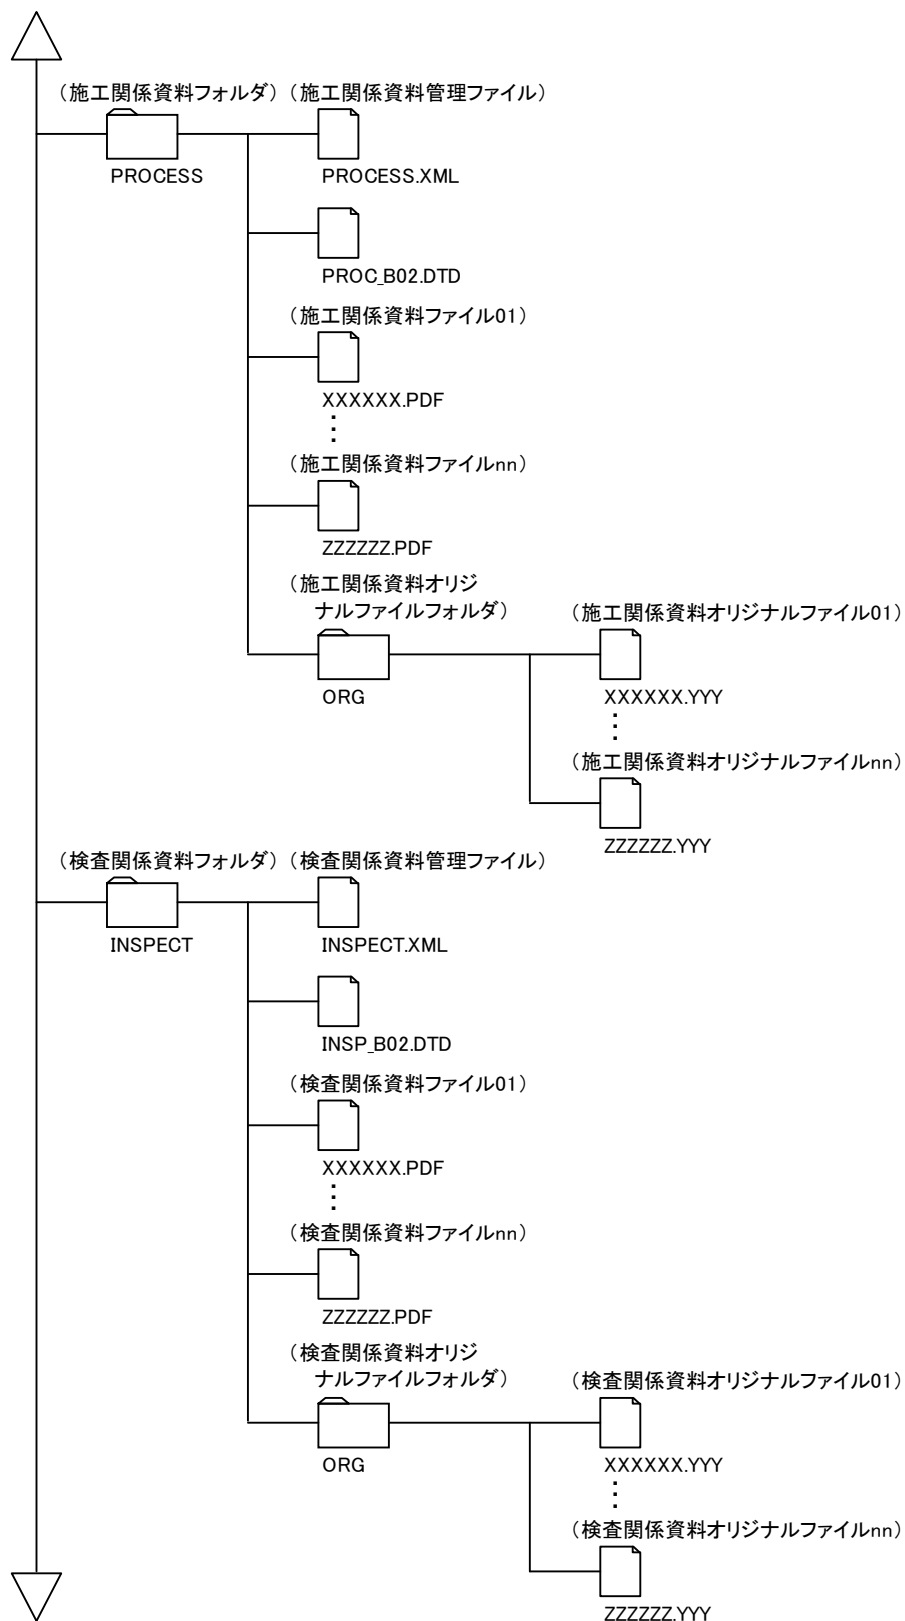 （施工関係資料フォルダ）（施工関係資料管理ファイル）
PROCESS
PROCESS.XML
PROC_B02.DTD
（施工関係資料ファイル01）
XXXXXX.PDF
（施工関係資料ファイルnn）
ZZZZZZ.PDF
（施工関係資料オリジ
ナルファイルフォルダ）
（施工関係資料オリジナルファイル01）
ORG
XXXXXX.YYY
（施工関係資料オリジナルファイルnn）
ZZZZZZ.YYY
（検査関係資料フォルダ）（検査関係資料管理ファイル）
INSPECT
INSPECT.XML
INSP_B02.DTD
（検査関係資料ファイル01）
XXXXXX.PDF
（検査関係資料ファイルnn）
ZZZZZZ.PDF
（検査関係資料オリジ
ナルファイルフォルダ）
（検査関係資料オリジナルファイル01）
ORG
XXXXXX.YYY
（検査関係資料オリジナルファイルnn）
ZZZZZZ.YYY